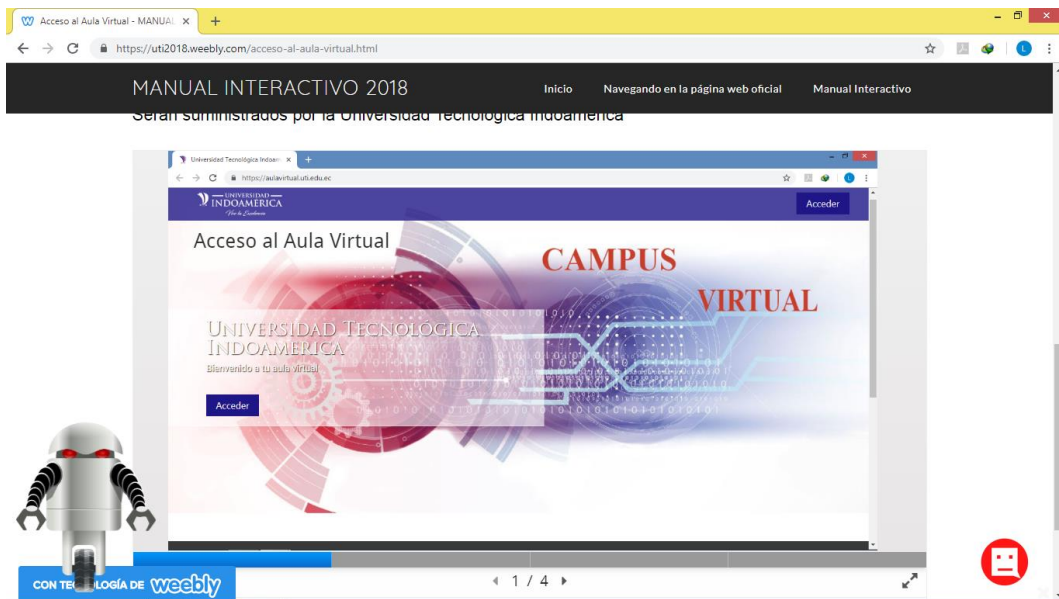 Acceso al Aula Virtual - MANUAL
https://uti2018.weebly.com/acceso-al-aula-virtual.html
L
MANUAL INTERACTIVO 2018
Inicio Navegando en la página web oficial Manual Interactivo
Serán suministrados por la Universidad Tecnológica Indoamérica
Universidad Tecnológica Indoam
https://aulavirtual.uti.edu.ec
L
UNIVERSIDAD
INDOAMÉRICA
Acceder
Acceso al Aula Virtual
CAMPUS
VIRTUAL
UNIVERSIDAD TECNOLÓGICA
INDOAMÉRICA
Bienvenido a tu aula virtual
Acceder
CON TE LOGÍA DE weebly
1 / 4